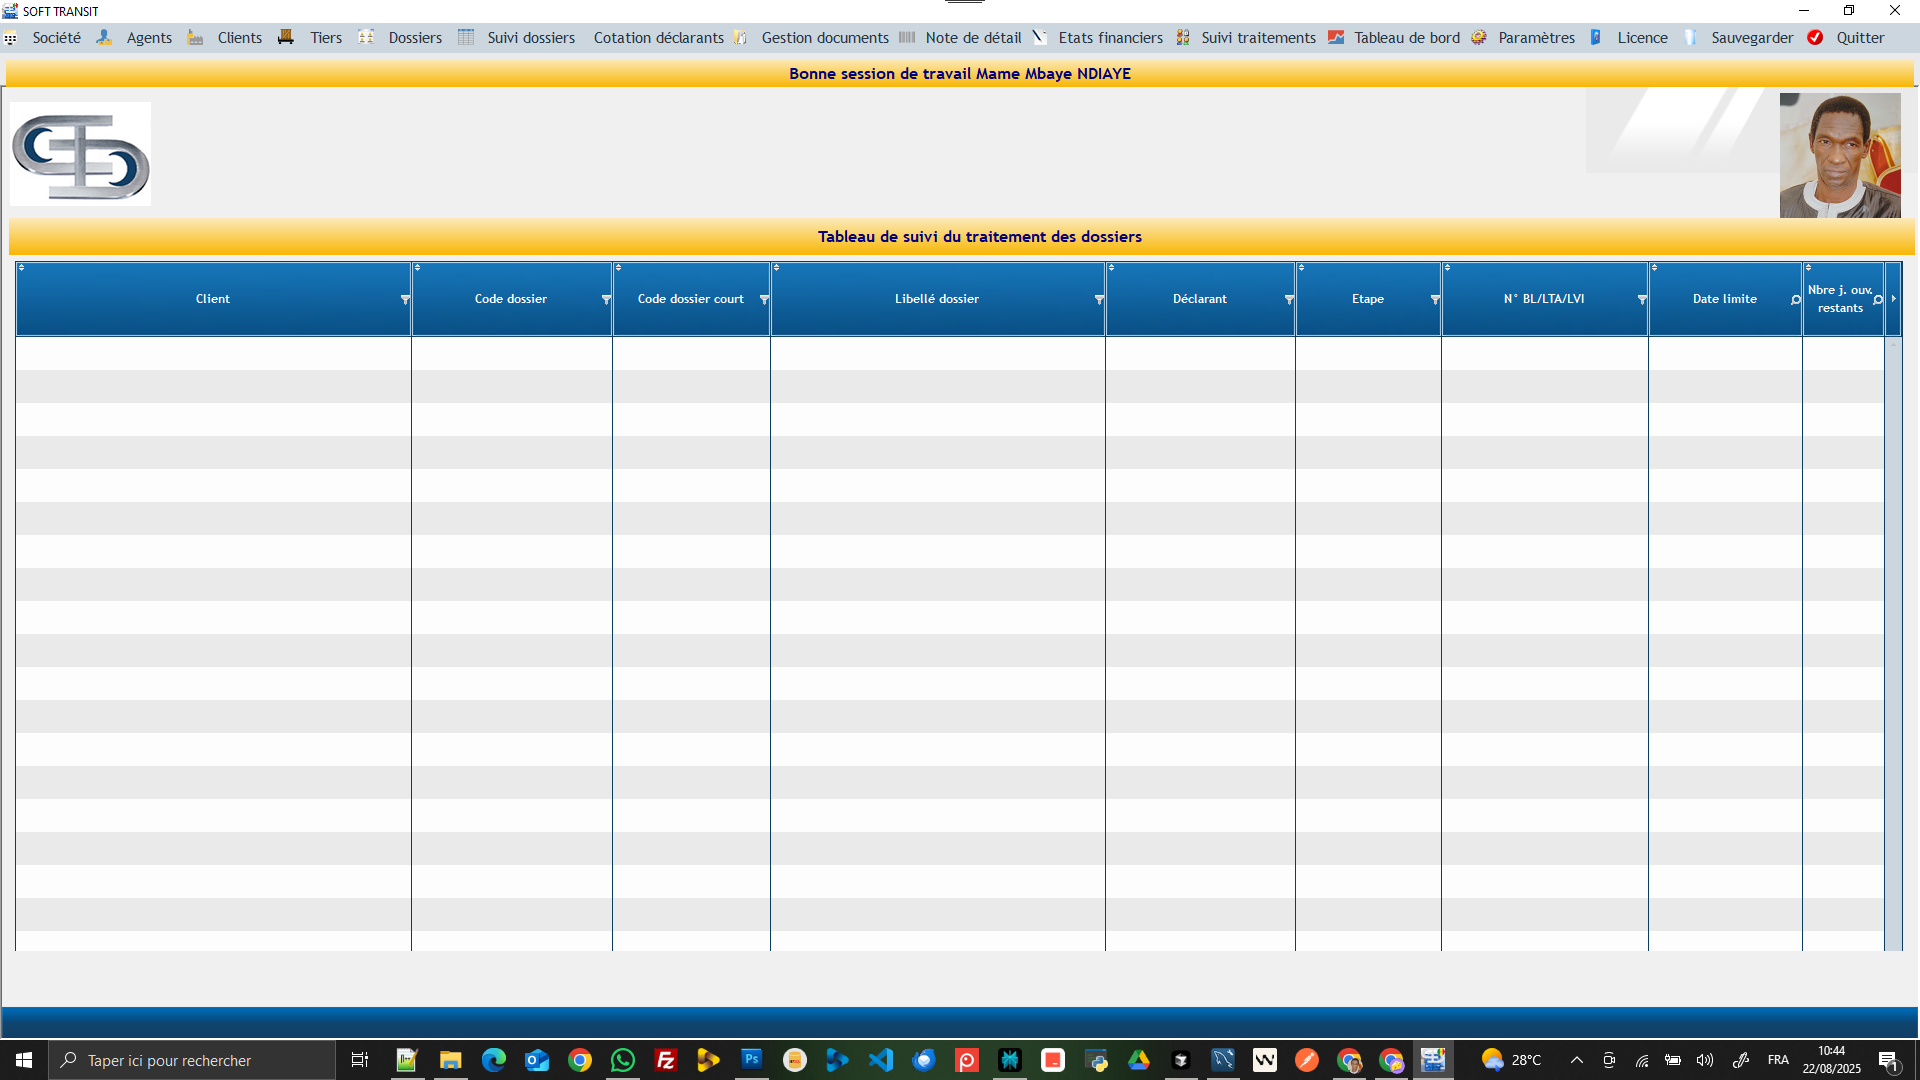 SOFT TRANSIT
Société Agents Clients Tiers Dossiers Suivi dossiers Cotation déclarants Gestion documents Note de détail Etats financiers Suivi traitements Tableau de bord Paramètres Licence Sauvegarder Quitter
Bonne session de travail Mame Mbaye NDIAYE
Tableau de suivi du traitement des dossiers
Client Code dossier Code dossier court Libellé dossier Déclarant Etape N° BL/LTA/LVI Date limite Nbre j. ouv. restants
Taper ici pour rechercher
Ps
28°C
FRA
10:44
22/08/2025
1